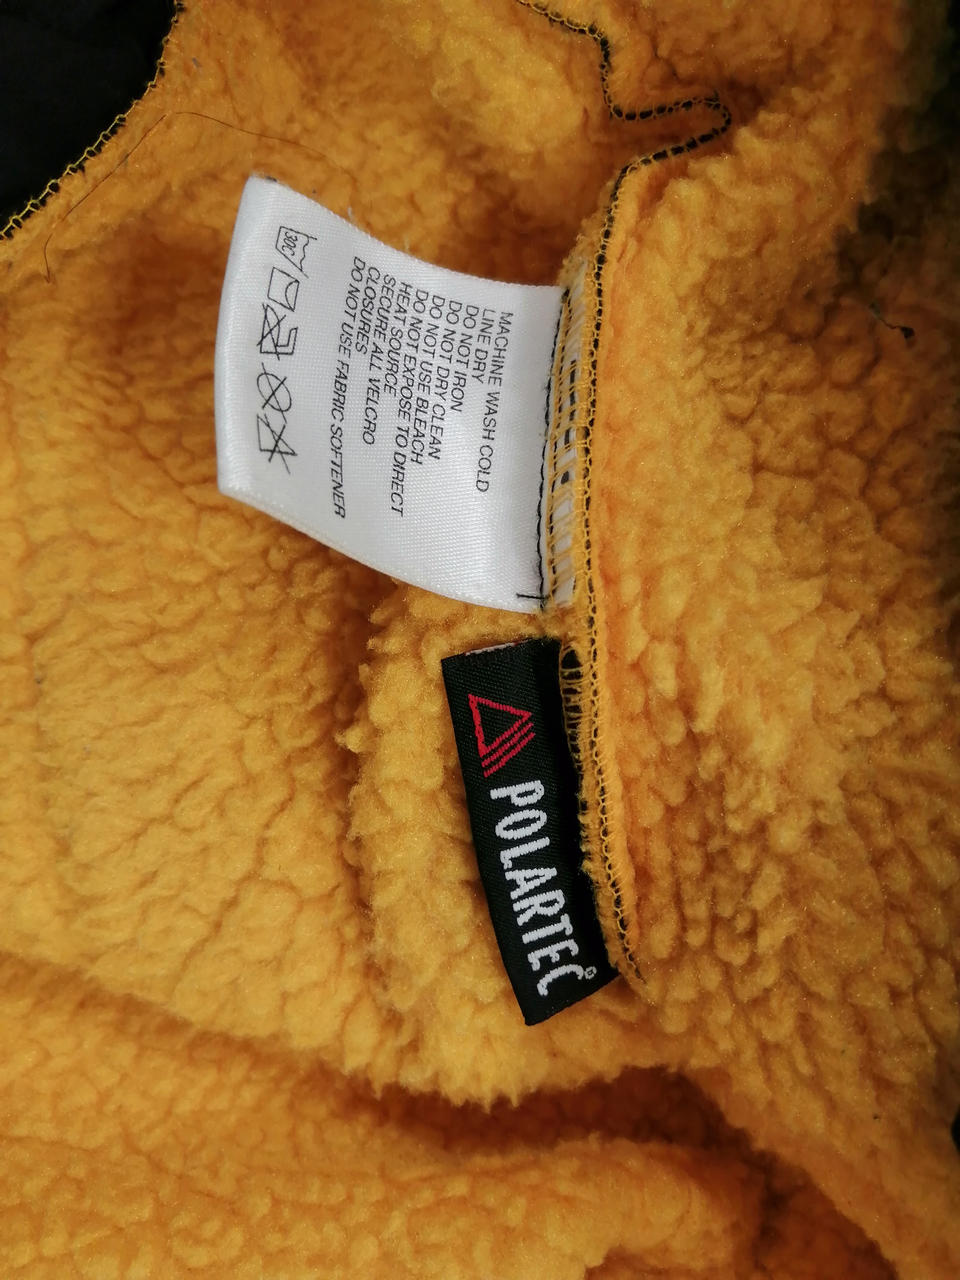 MACHINE WASH COLD
LINE DRY
DO NOT IRON
DO NOT DRY CLEAN
DO NOT USE BLEACH
DO NOT EXPOSE TO DIRECT
HEAT SOURCE
SECURE ALL VELCRO
CLOSURES
DO NOT USE FABRIC SOFTENER
30C
POLARTEC®